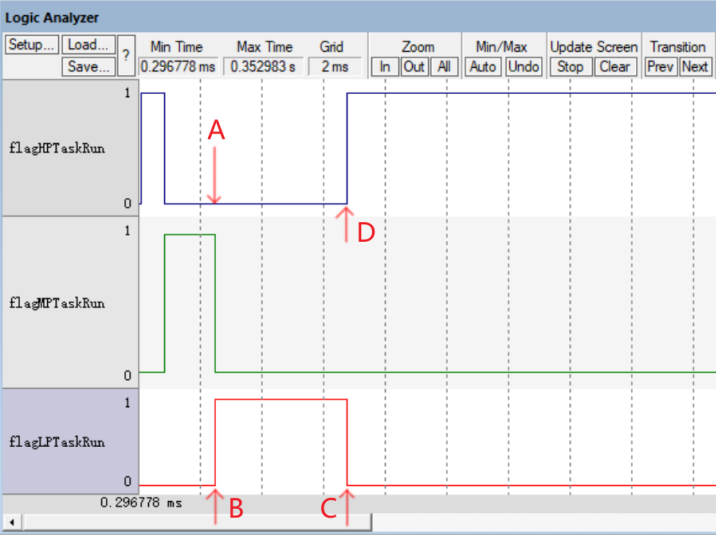 Logic Analyzer
Setup... Load... ? Min Time Max Time Grid Zoom Min/Max Update Screen Transition
Save... 0.296778 ms 0.352983 s 2 ms In Out All Auto Undo Stop Clear Prev Next
1
A
flagHPTaskRun
0
D
1
flagMPTaskRun
0
1
flagLPTaskRun
0
0.296778 ms B C